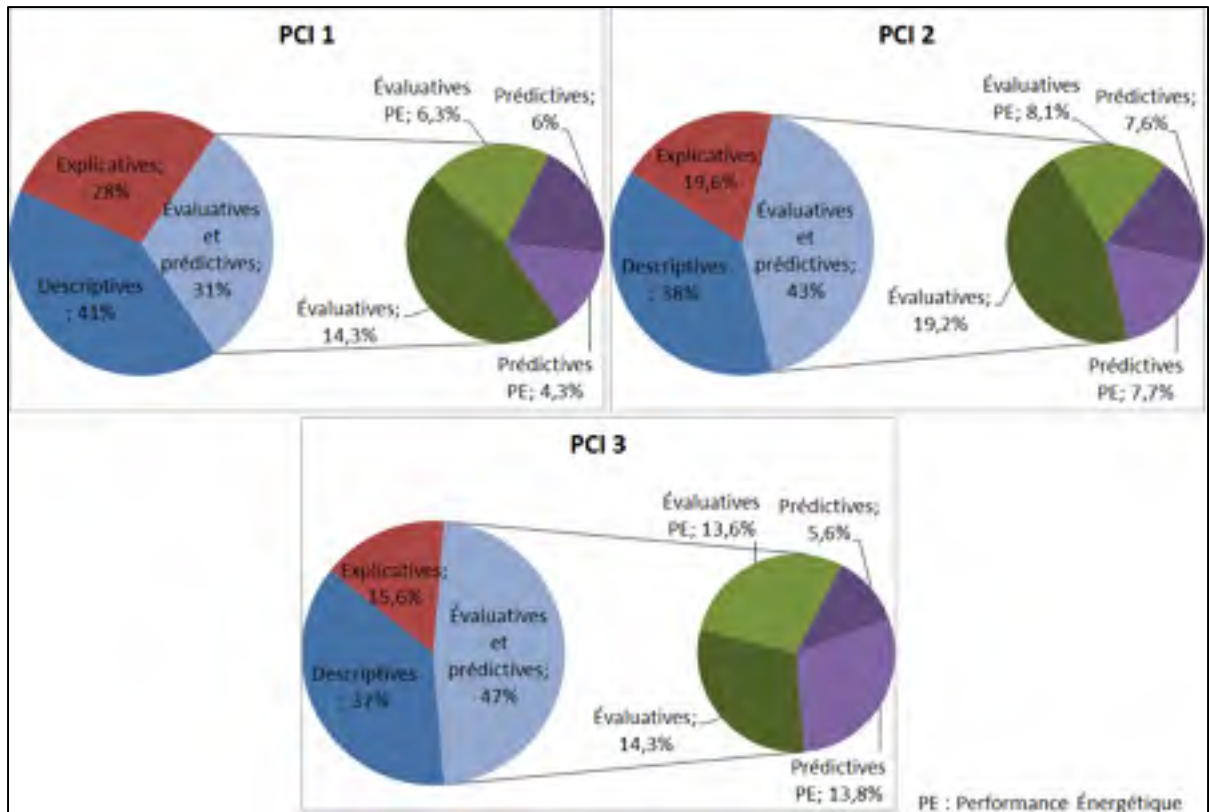 PCI 1
Évaluatives
PE; 6,3%
Prédictives;
6%
Explicatives;
28%
Évaluatives
et
prédictives;
31%
Descriptives
; 41%
Évaluatives;
14,3%
Prédictives
PE; 4,3%
PCI 2
Évaluatives
PE; 8,1%
Prédictives;
7,6%
Explicatives;
19,6%
Évaluatives
et
prédictives;
43%
Descriptives
; 38%
Évaluatives;
19,2%
Prédictives
PE; 7,7%
PCI 3
Évaluatives
PE; 13,6%
Prédictives;
5,6%
Explicatives;
15,6%
Évaluatives
et
prédictives;
47%
Descriptives
; 37%
Évaluatives;
14,3%
Prédictives
PE; 13,8%
PE : Performance Énergétique